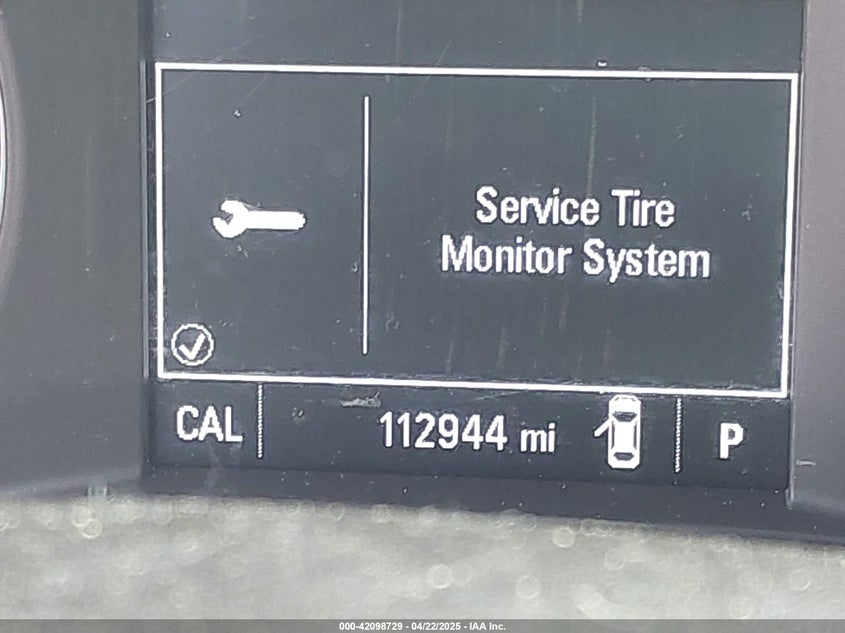 Service Tire
Monitor System
CAL 112944 mi P
000-42098729 - 04/22/2025 - IAA Inc.